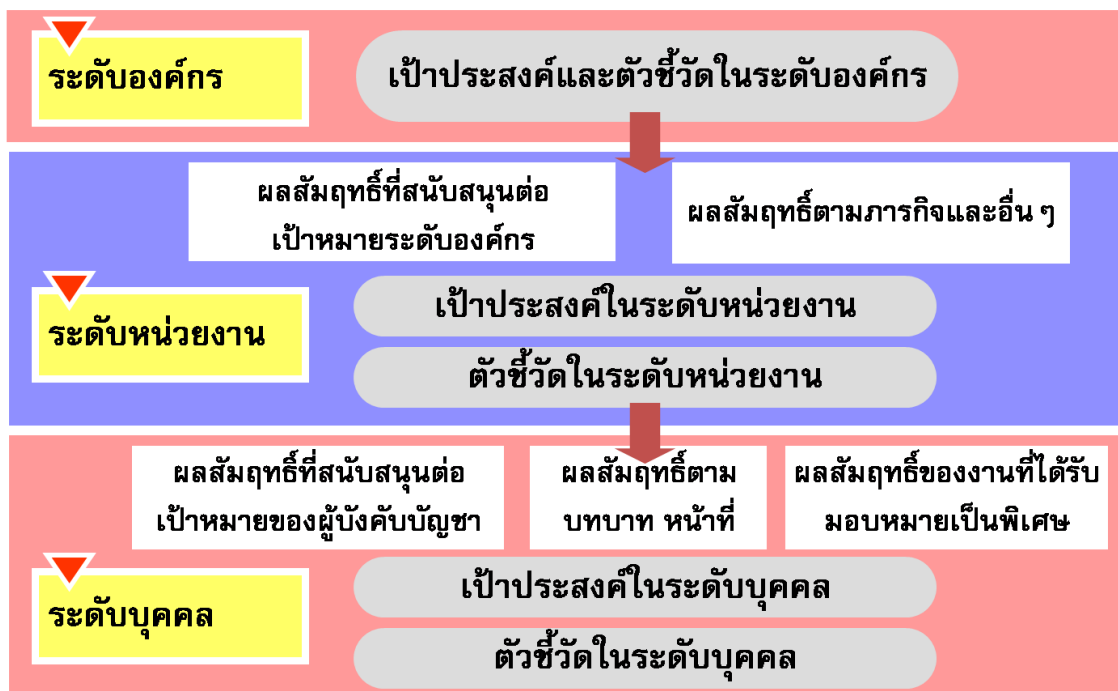 ระดับองค์กร
เป้าประสงค์และตัวชี้วัดในระดับองค์กร
ผลสัมฤทธิ์ที่สนับสนุนต่อ
เป้าหมายระดับองค์กร
ผลสัมฤทธิ์ตามภารกิจและอื่น ๆ
ระดับหน่วยงาน
เป้าประสงค์ในระดับหน่วยงาน
ตัวชี้วัดในระดับหน่วยงาน
ผลสัมฤทธิ์ที่สนับสนุนต่อ
เป้าหมายของผู้บังคับบัญชา
ผลสัมฤทธิ์ตาม
บทบาท หน้าที่
ผลสัมฤทธิ์ของงานที่ได้รับ
มอบหมายเป็นพิเศษ
ระดับบุคคล
เป้าประสงค์ในระดับบุคคล
ตัวชี้วัดในระดับบุคคล